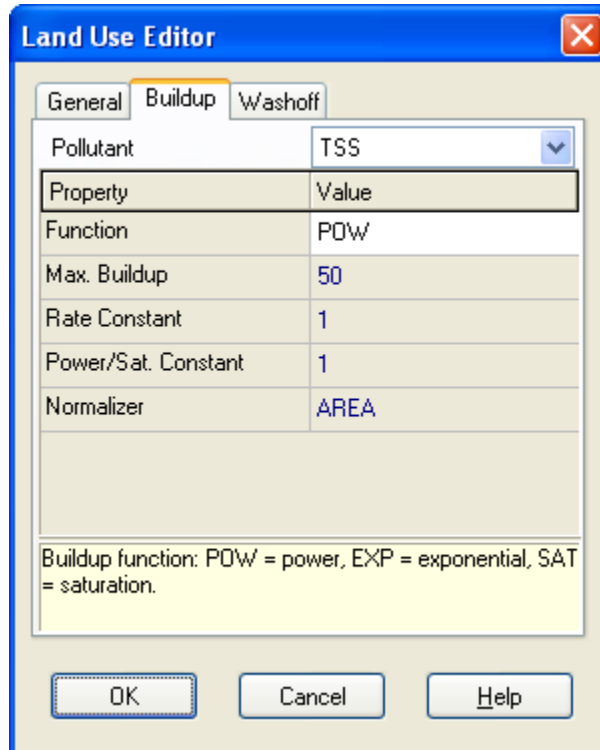 Land Use Editor
General Buildup Washoff
Pollutant TSS
Property Value
Function POW
Max. Buildup 50
Rate Constant 1
Power/Sat. Constant 1
Normalizer AREA
Buildup function: POW = power, EXP = exponential, SAT
= saturation.
OK Cancel Help